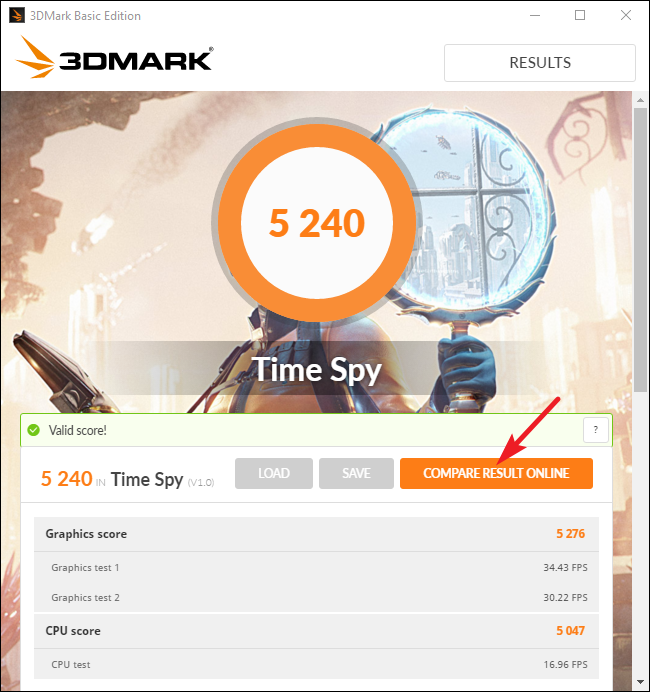 3DMark Basic Edition
3DMARK®
RESULTS
5 240
Time Spy
Valid score!
?
5 240 IN Time Spy (V1.0)
LOAD
SAVE
COMPARE RESULT ONLINE
Graphics score 5 276
Graphics test 1 34.43 FPS
Graphics test 2 30.22 FPS
CPU score 5 047
CPU test 16.96 FPS